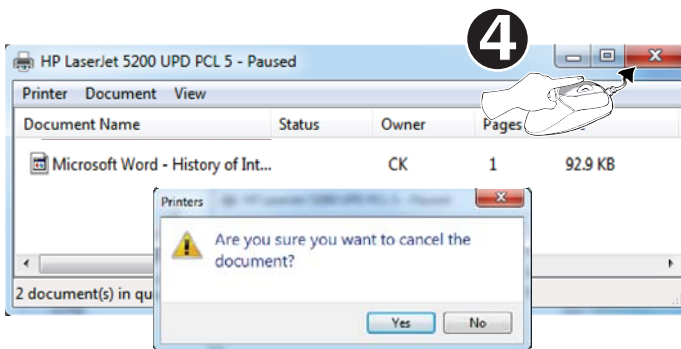 4
HP LaserJet 5200 UPD PCL 5 - Paused
Printer Document View
Document Name Status Owner Pages
Microsoft Word - History of Int... CK 1 92.9 KB
Printers
Are you sure you want to cancel the
document?
2 document(s) in qu
Yes No